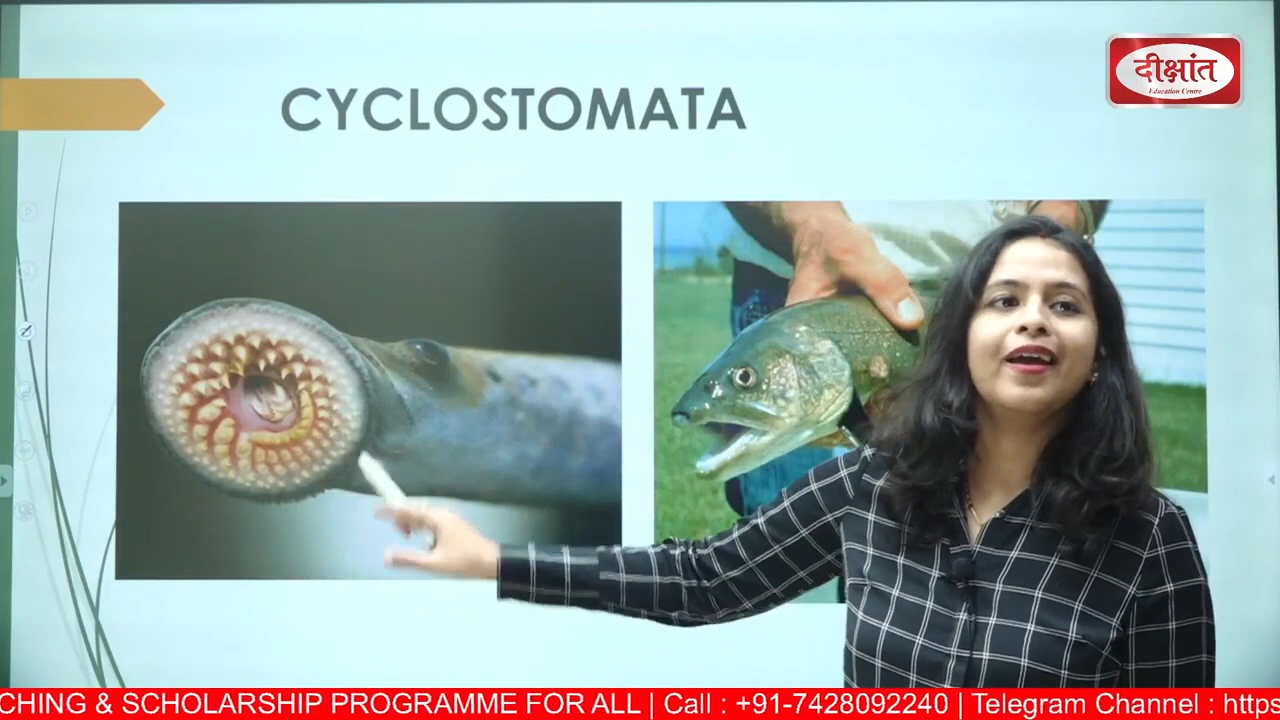 CYCLOSTOMATA
दीक्षांत
Education Centre
CHING & SCHOLARSHIP PROGRAMME FOR ALL | Call : +91-7428092240 | Telegram Channel : https